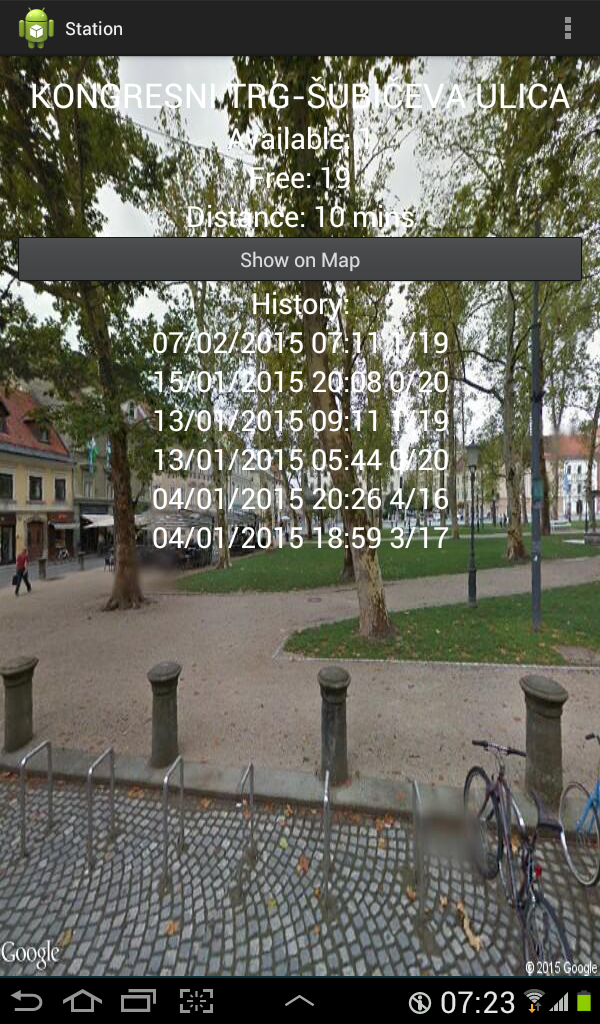 Station
KONGRESNI TRG-ŠUBIČEVA ULICA
Available: 1
Free: 19
Distance: 10 mins
Show on Map
History:
07/02/2015 07:11 1/19
15/01/2015 20:08 0/20
13/01/2015 09:11 1/19
13/01/2015 05:44 0/20
04/01/2015 20:26 4/16
04/01/2015 18:59 3/17
Google
© 2015 Google
07:23